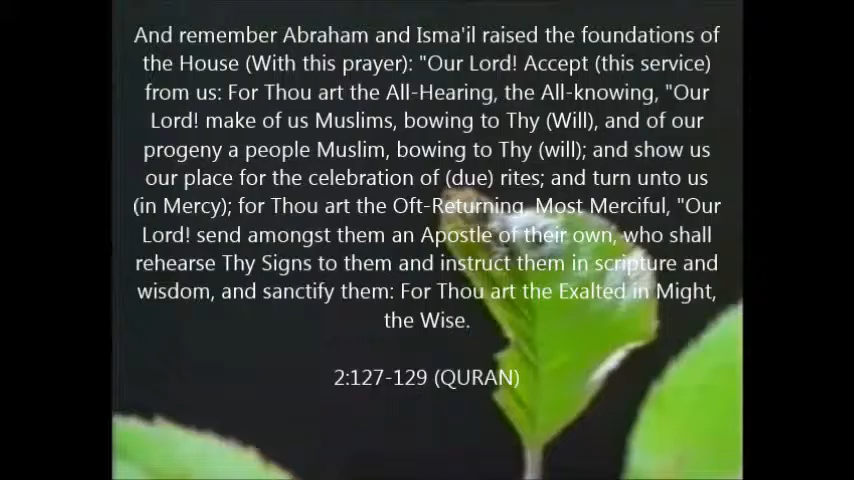 And remember Abraham and Isma'il raised the foundations of
the House (With this prayer): "Our Lord! Accept (this service)
from us: For Thou art the All-Hearing, the All-knowing, "Our
Lord! make of us Muslims, bowing to Thy (Will), and of our
progeny a people Muslim, bowing to Thy (will); and show us
our place for the celebration of (due) rites; and turn unto us
(in Mercy); for Thou art the Oft-Returning, Most Merciful, "Our
Lord! send amongst them an Apostle of their own, who shall
rehearse Thy Signs to them and instruct them in scripture and
wisdom, and sanctify them: For Thou art the Exalted in Might,
the Wise.
2:127-129 (QURAN)